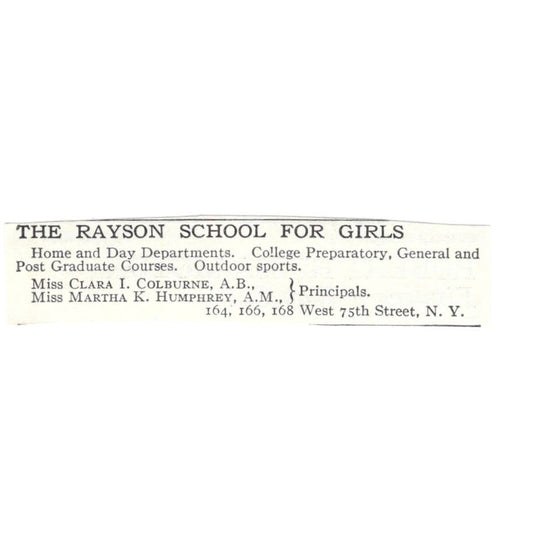 THE RAYSON SCHOOL FOR GIRLS
Home and Day Departments. College Preparatory, General and
Post Graduate Courses. Outdoor sports.
Miss CLARA I. COLBURNE, A.B.,
Miss MARTHA K. HUMPHREY, A.M., } Principals.
164, 166, 168 West 75th Street, N. Y.